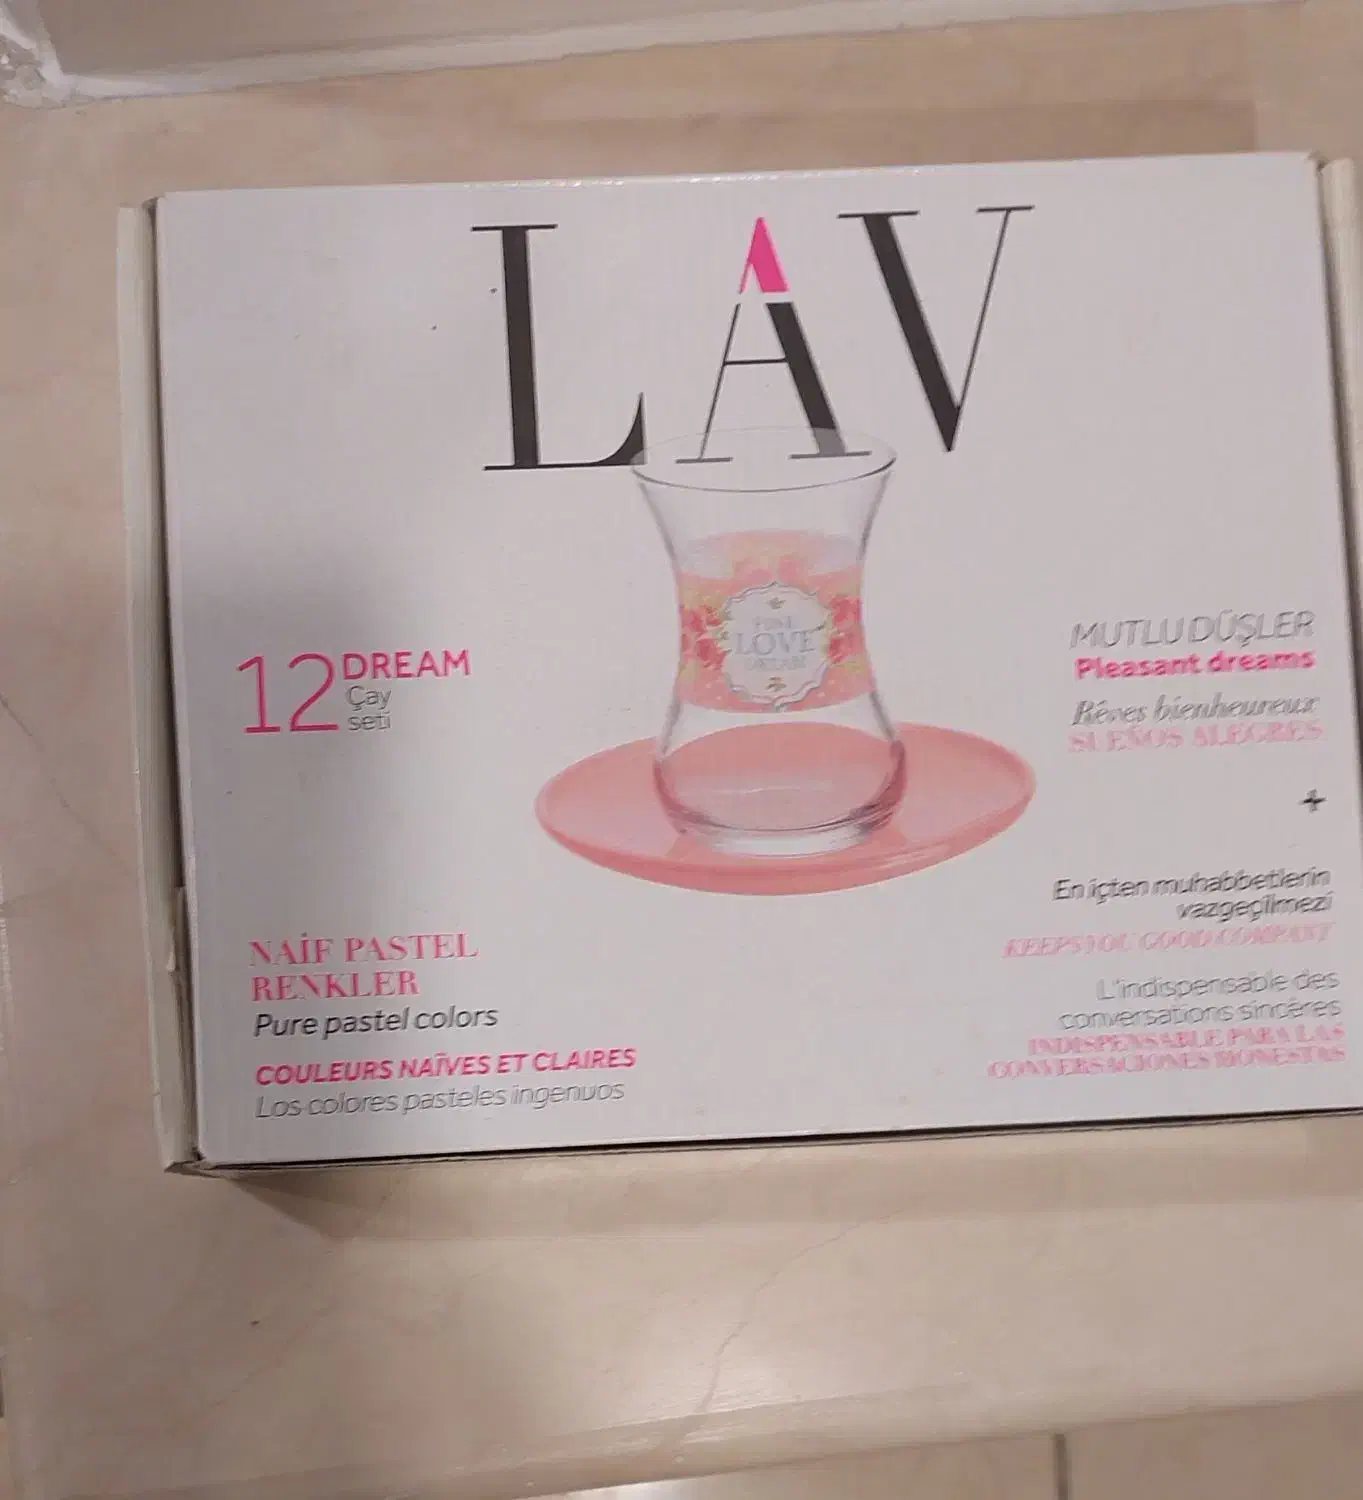 LAV
12 DREAM
Çay
seti
LOVE
MUTLU DÜŞLER
Pleasant dreams
Rêves bienheureux
SUEÑOS ALEGRES
+
En içten muhabbetlerin
vazgeçilmezi
KEEPS YOU GOOD COMPANY
L'indispensable des
conversations sincères
INDISPENSABLE PARA LAS
CONVERSACIONES HONESTAS
NAİF PASTEL
RENKLER
Pure pastel colors
COULEURS NAÏVES ET CLAIRES
Los colores pasteles ingenuos